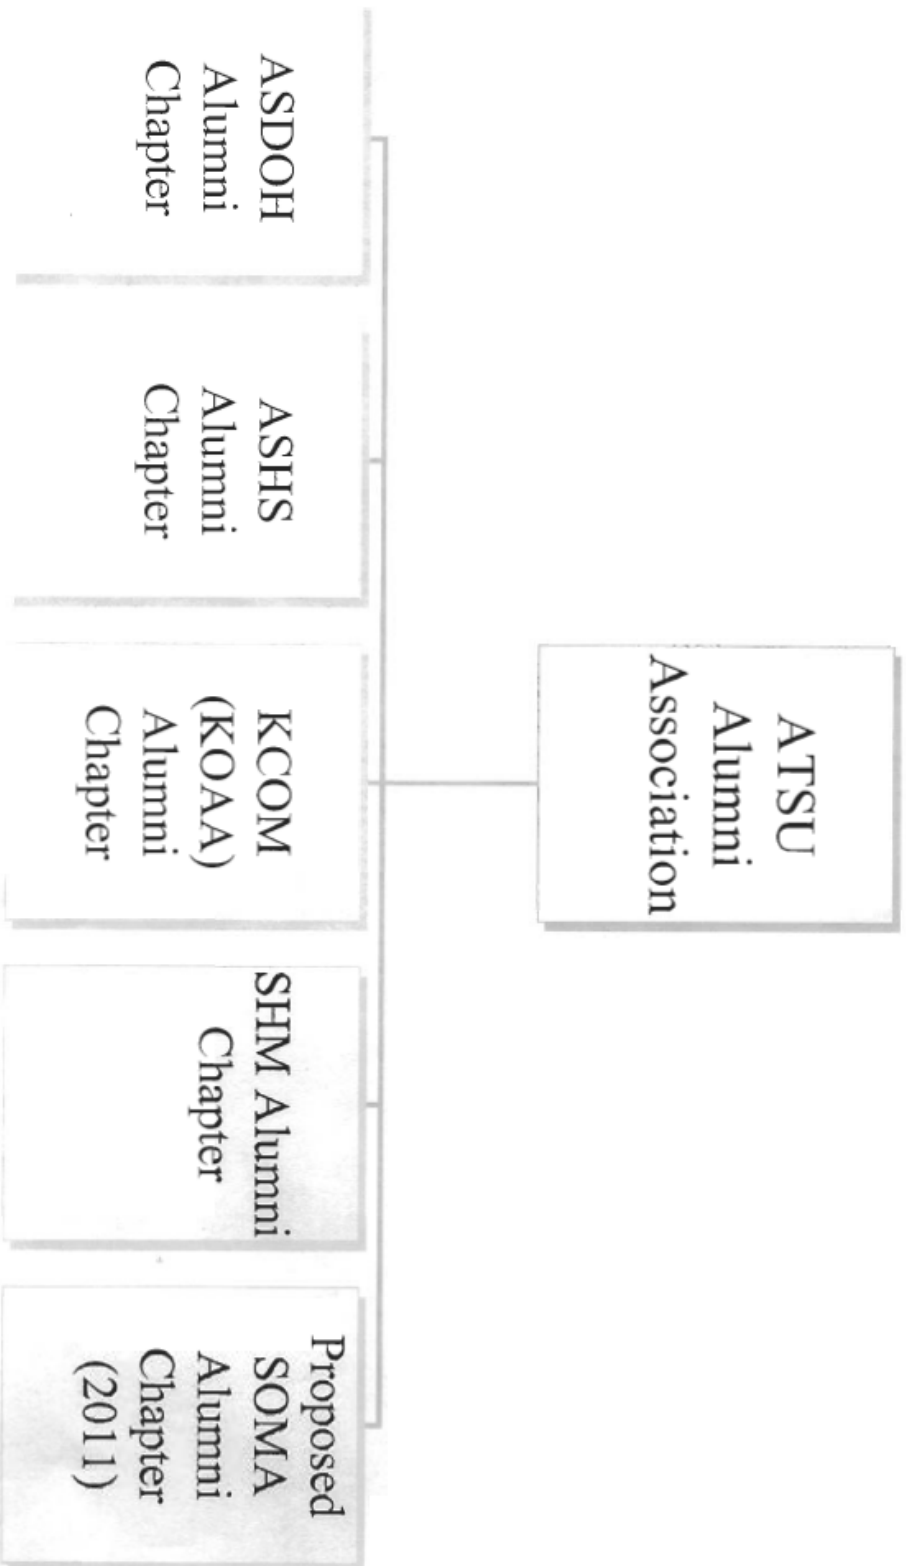 ATSU
Alumni
Association
ASDOH
Alumni
Chapter
ASHS
Alumni
Chapter
KCOM
(KOAA)
Alumni
Chapter
SHM Alumni
Chapter
Proposed
SOMA
Alumni
Chapter
(2011)